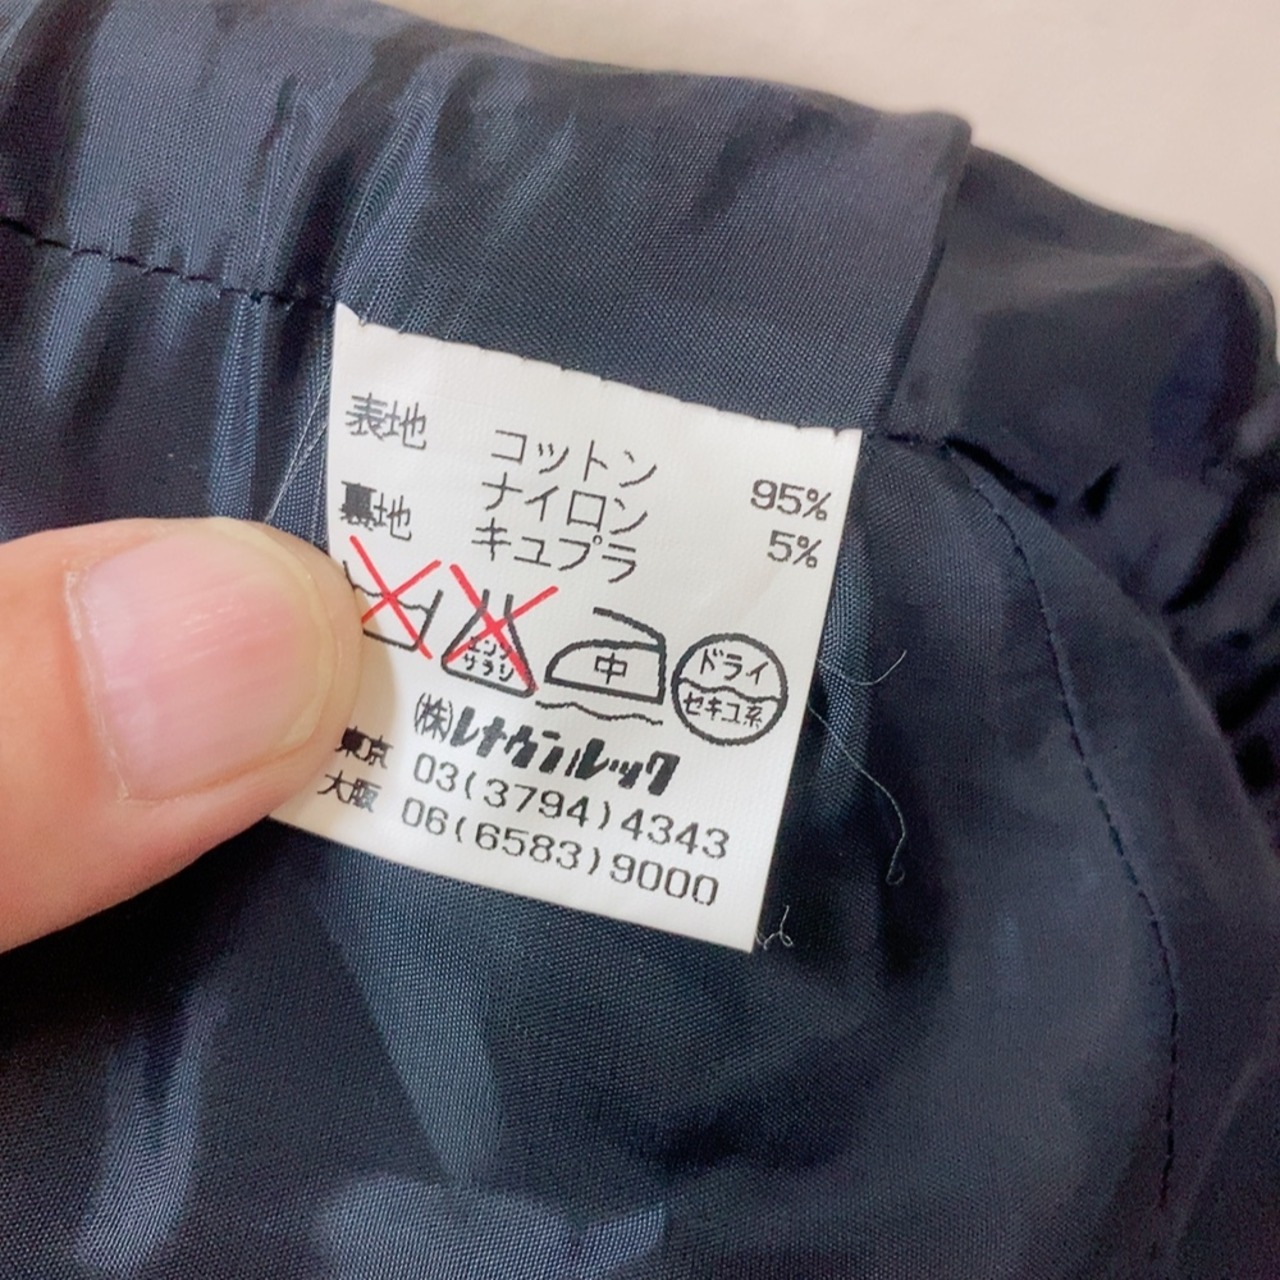 表地 コットン 95%
ナイロン 5%
裏地 キュプラ
エンソ
サラシ
中
ドライ
セキユ系
(株)レナウンルック
東京 03(3794)4343
大阪 06(6583)9000